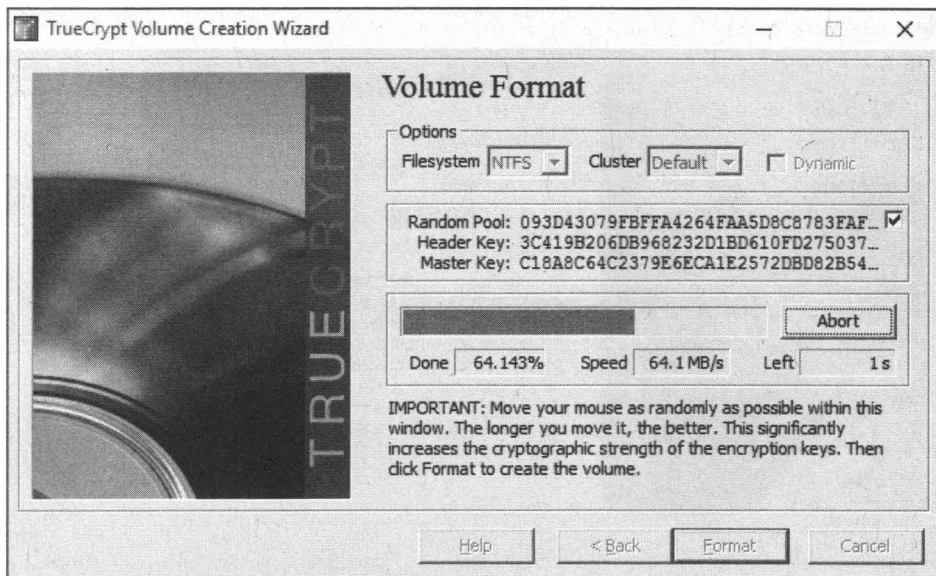 TrueCrypt Volume Creation Wizard
TRUECRYPT
Volume Format
Options
Filesystem NTFS Cluster Default Dynamic
Random Pool: 093D43079FBFFA4264FAA5D8C8783FAF...
Header Key: 3C419B206DB968232D1BD610FD275037...
Master Key: C18A8C64C2379E6ECA1E2572DBD82B54...
Abort
Done 64.143% Speed 64.1 MB/s Left 1 s
IMPORTANT: Move your mouse as randomly as possible within this
window. The longer you move it, the better. This significantly
increases the cryptographic strength of the encryption keys. Then
click Format to create the volume.
Help < Back Format Cancel